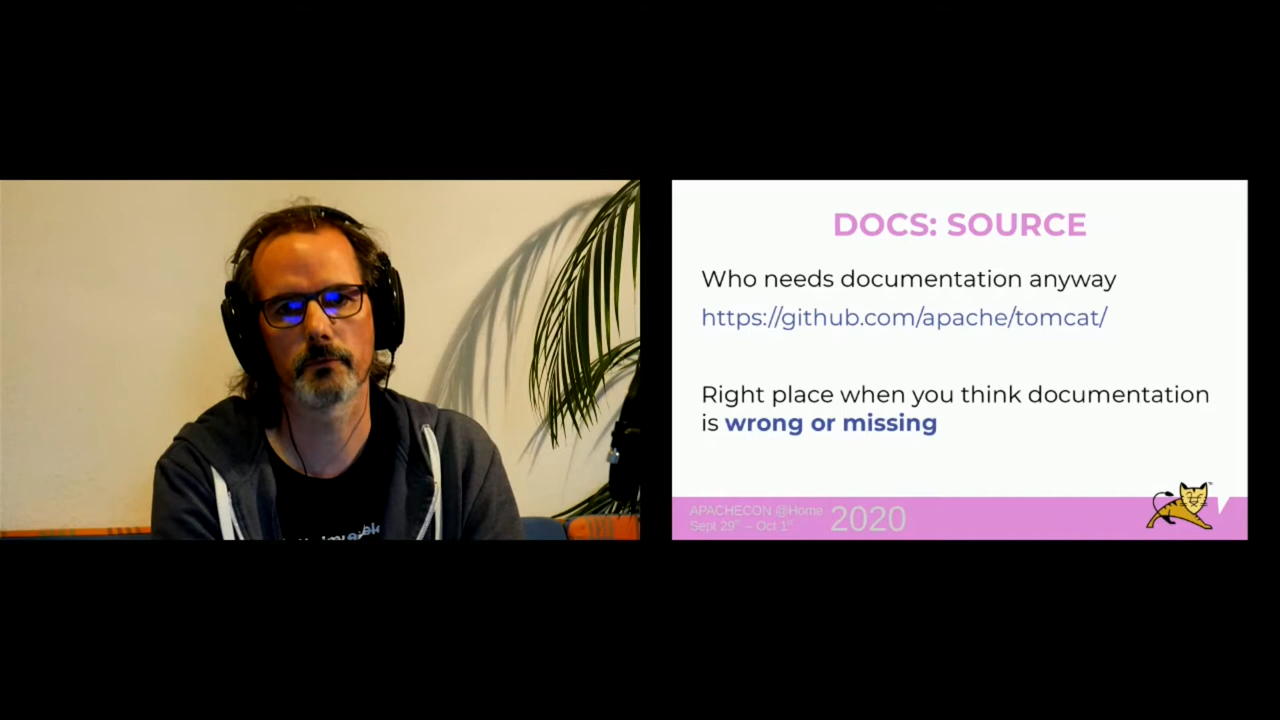 DOCS: SOURCE
Who needs documentation anyway
https://github.com/apache/tomcat/
Right place when you think documentation
is wrong or missing
APACHECON @Home
Sept 29th – Oct 1st
2020